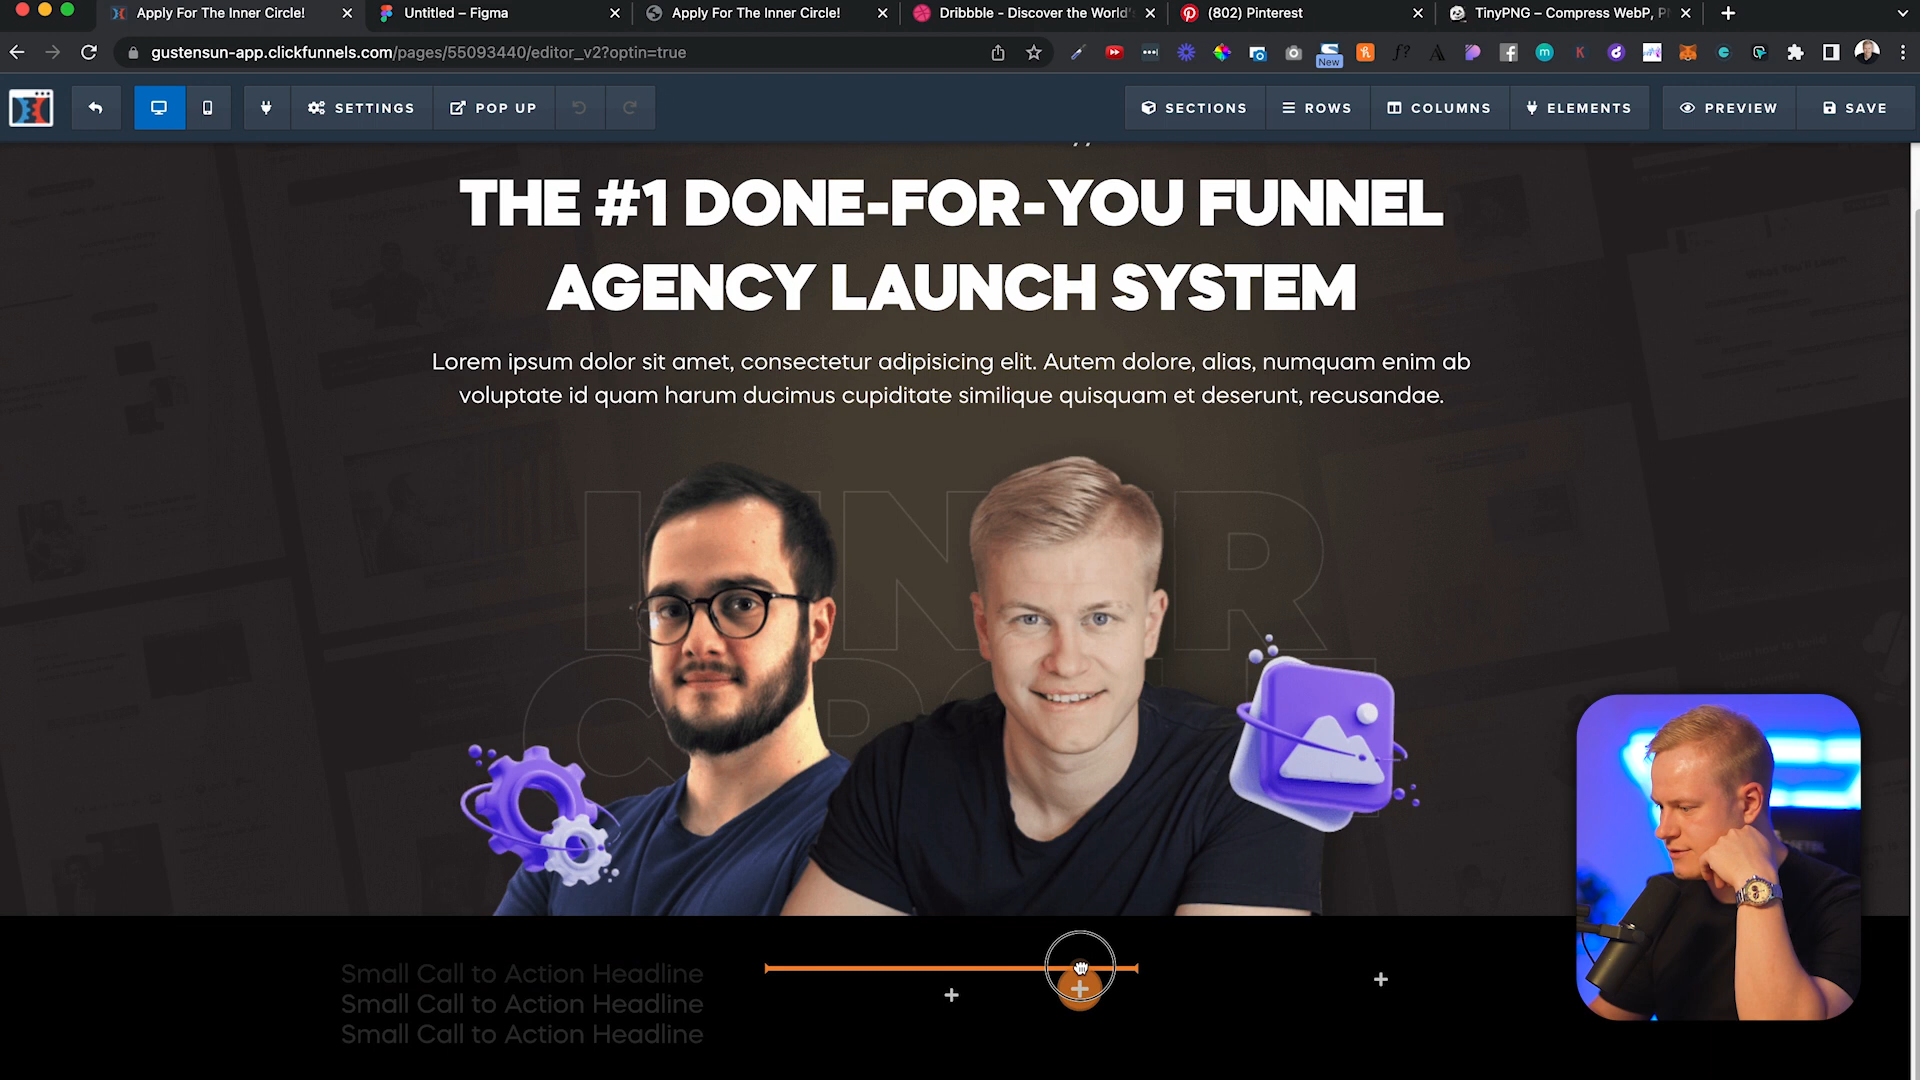 Apply For The Inner Circle!
Untitled – Figma
Apply For The Inner Circle!
Dribbble - Discover the World's
(802) Pinterest
TinyPNG – Compress WebP, P
gustensun-app.clickfunnels.com/pages/55093440/editor_v2?optin=true
New
SETTINGS
POP UP
SECTIONS
ROWS
COLUMNS
ELEMENTS
PREVIEW
SAVE
THE #1 DONE-FOR-YOU FUNNEL
AGENCY LAUNCH SYSTEM
Lorem ipsum dolor sit amet, consectetur adipisicing elit. Autem dolore, alias, numquam enim ab
voluptate id quam harum ducimus cupiditate similique quisquam et deserunt, recusandae.
Small Call to Action Headline
Small Call to Action Headline
Small Call to Action Headline